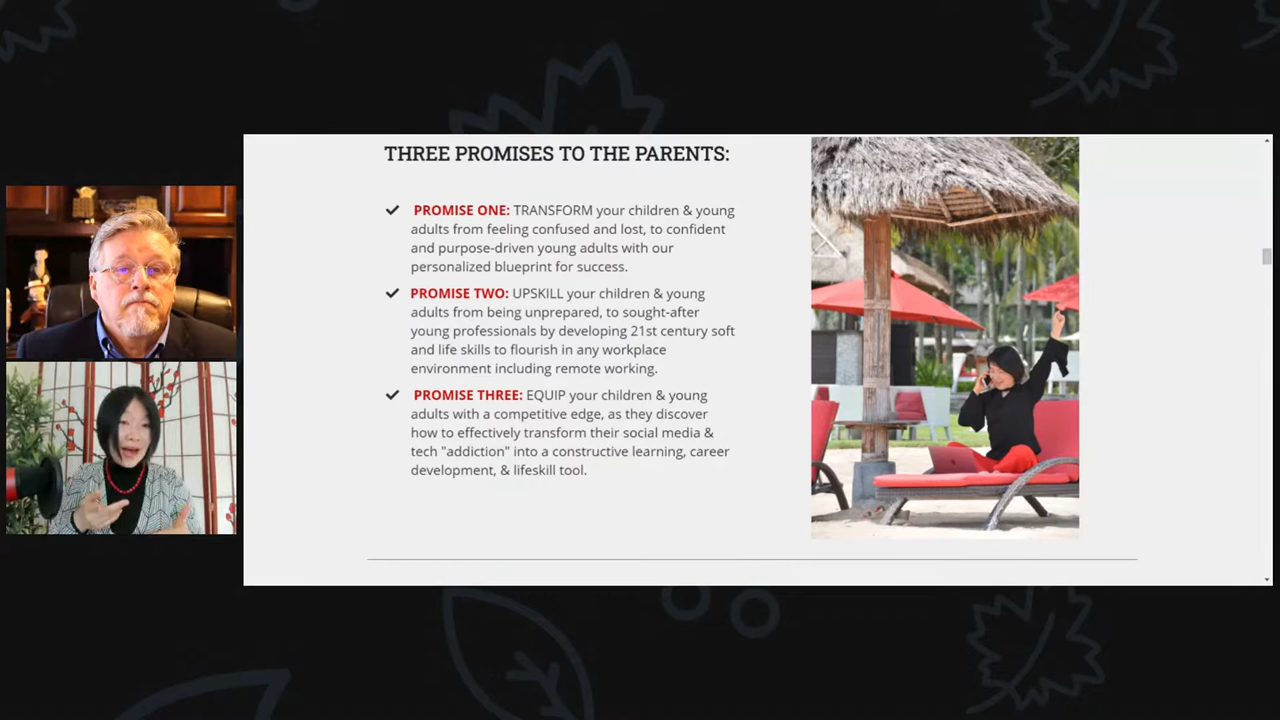 THREE PROMISES TO THE PARENTS:
PROMISE ONE: TRANSFORM your children & young
adults from feeling confused and lost, to confident
and purpose-driven young adults with our
personalized blueprint for success.
PROMISE TWO: UPSKILL your children & young
adults from being unprepared, to sought-after
young professionals by developing 21st century soft
and life skills to flourish in any workplace
environment including remote working.
PROMISE THREE: EQUIP your children & young
adults with a competitive edge, as they discover
how to effectively transform their social media &
tech "addiction" into a constructive learning, career
development, & lifeskill tool.